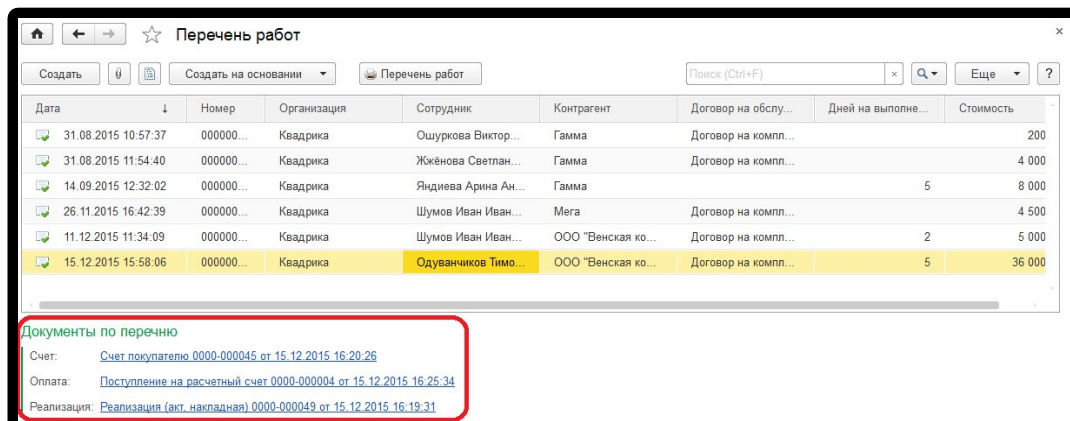 Перечень работ
Создать Создать на основании Перечень работ Поиск (Ctrl+F) × Еще ?
Дата ↓ Номер Организация Сотрудник Контрагент Договор на обслу... Дней на выполне... Стоимость
31.08.2015 10:57:37 000000... Квадрика Ошуркова Виктор... Гамма Договор на компл... 200
31.08.2015 11:54:40 000000... Квадрика Жжёнова Светлан... Гамма Договор на компл... 4 000
14.09.2015 12:32:02 000000... Квадрика Яндиева Арина Ан... Гамма 5 8 000
26.11.2015 16:42:39 000000... Квадрика Шумов Иван Иван... Мега Договор на компл... 4 500
11.12.2015 11:34:09 000000... Квадрика Шумов Иван Иван... ООО "Венская ко... Договор на компл... 2 5 000
15.12.2015 15:58:06 000000... Квадрика Одуванчиков Тимо... ООО "Венская ко... Договор на компл... 5 36 000
Документы по перечню
Счет: Счет покупателю 0000-000045 от 15.12.2015 16:20:26
Оплата: Поступление на расчетный счет 0000-000004 от 15.12.2015 16:25:34
Реализация: Реализация (акт, накладная) 0000-000049 от 15.12.2015 16:19:31